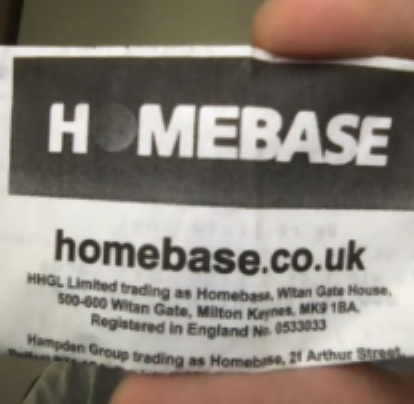 HOMEBASE
homebase.co.uk
HHGL Limited trading as Homebase, Witan Gate House,
500-600 Witan Gate, Milton Keynes, MK9 1BA,
Registered in England No. 0533033
Hampden Group trading as Homebase, 21 Arthur Street,